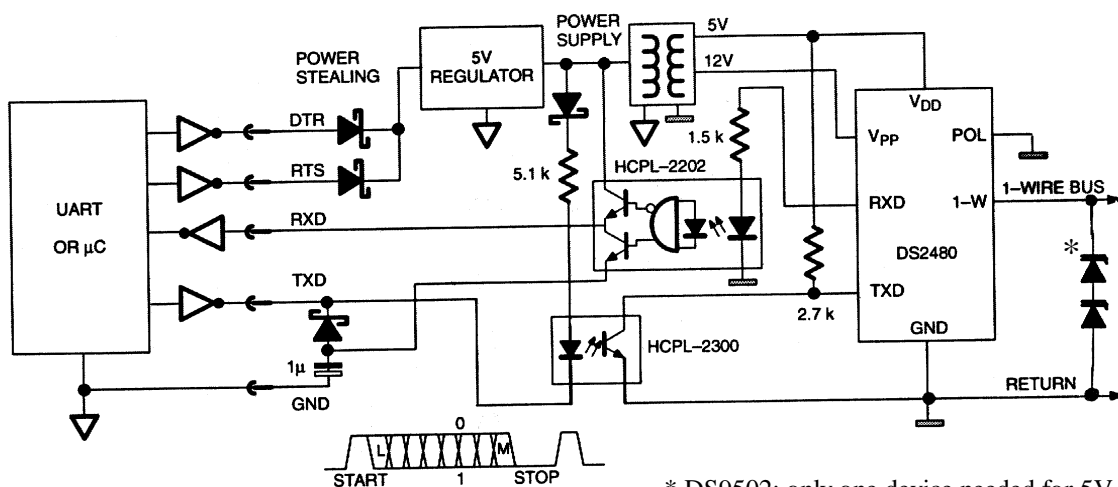 POWER
SUPPLY
5V
12V
POWER
STEALING
5V
REGULATOR
DTR
RTS
RXD
TXD
UART
OR µC
1µ
GND
5.1 k
1.5 k
HCPL–2202
HCPL–2300
2.7 k
VDD
VPP
POL
RXD
1–W
DS2480
TXD
GND
1–WIRE BUS
*
RETURN
0
L
M
1
START
STOP
* DS9502; only one device needed for 5V